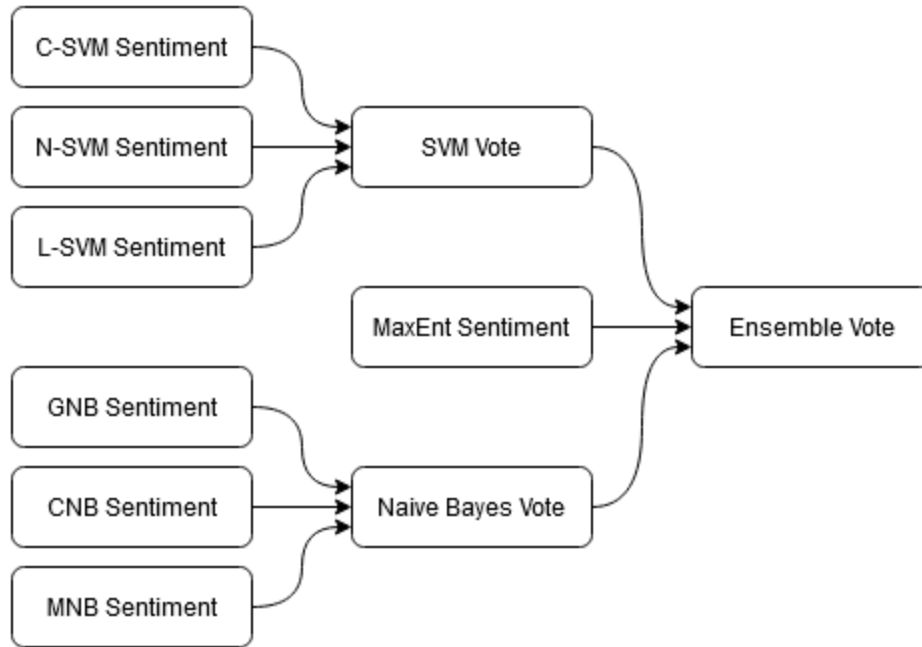 C-SVM Sentiment
N-SVM Sentiment
L-SVM Sentiment
SVM Vote
MaxEnt Sentiment
Ensemble Vote
GNB Sentiment
CNB Sentiment
MNB Sentiment
Naive Bayes Vote